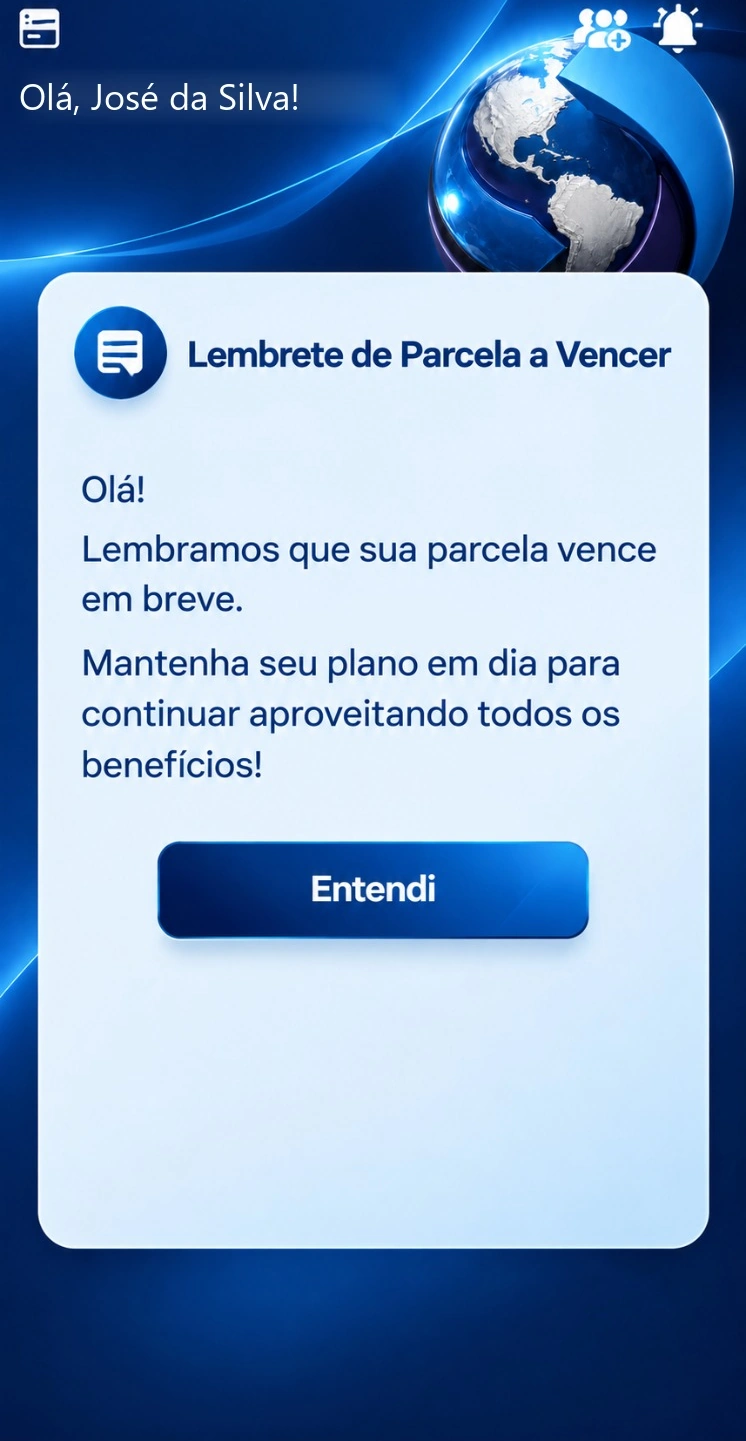 Olá, José da Silva!
Lembrete de Parcela a Vencer
Olá!
Lembramos que sua parcela vence
em breve.
Mantenha seu plano em dia para
continuar aproveitando todos os
benefícios!
Entendi